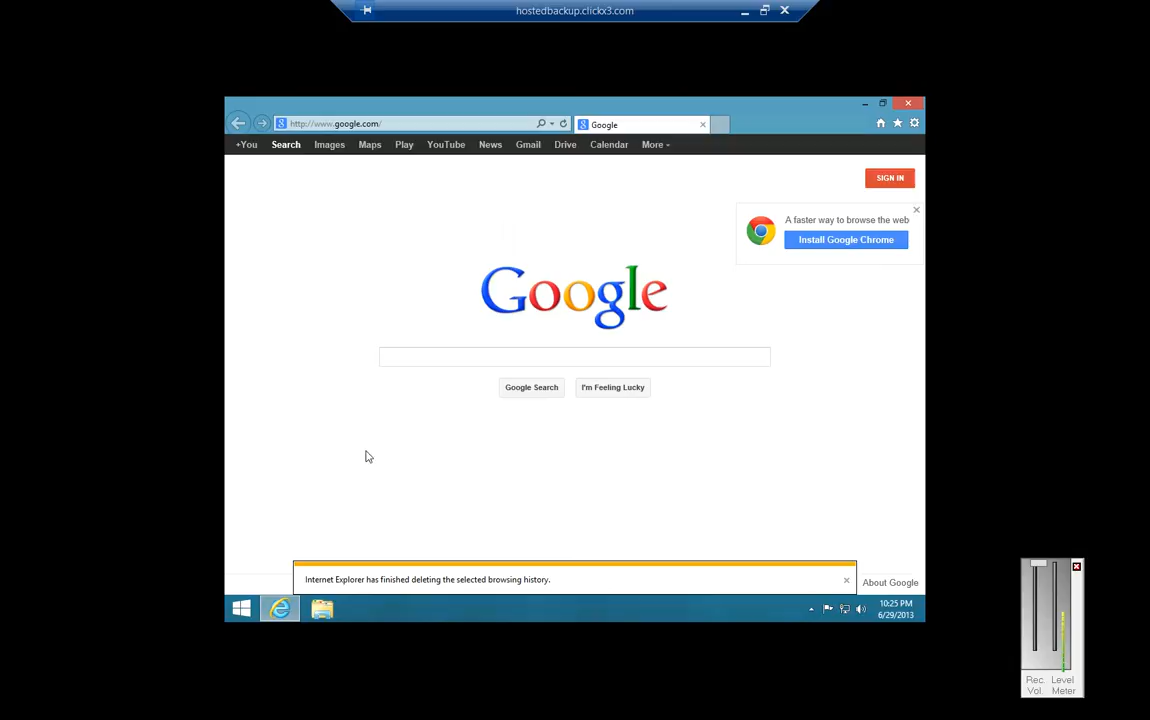 hostedbackup.clickx3.com
http://www.google.com/
Google
+You Search Images Maps Play YouTube News Gmail Drive Calendar More
SIGN IN
A faster way to browse the web
Install Google Chrome
Google
Google Search I'm Feeling Lucky
Internet Explorer has finished deleting the selected browsing history.
About Google
10:25 PM
6/29/2013
Rec. Level
Vol. Meter